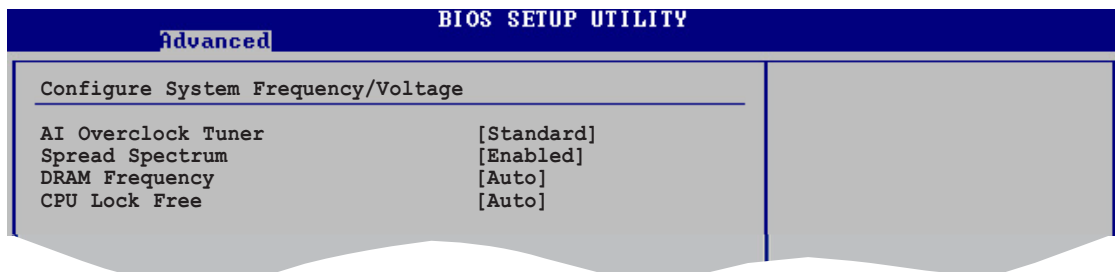 BIOS SETUP UTILITY
Advanced
Configure System Frequency/Voltage
AI Overclock Tuner [Standard]
Spread Spectrum [Enabled]
DRAM Frequency [Auto]
CPU Lock Free [Auto]